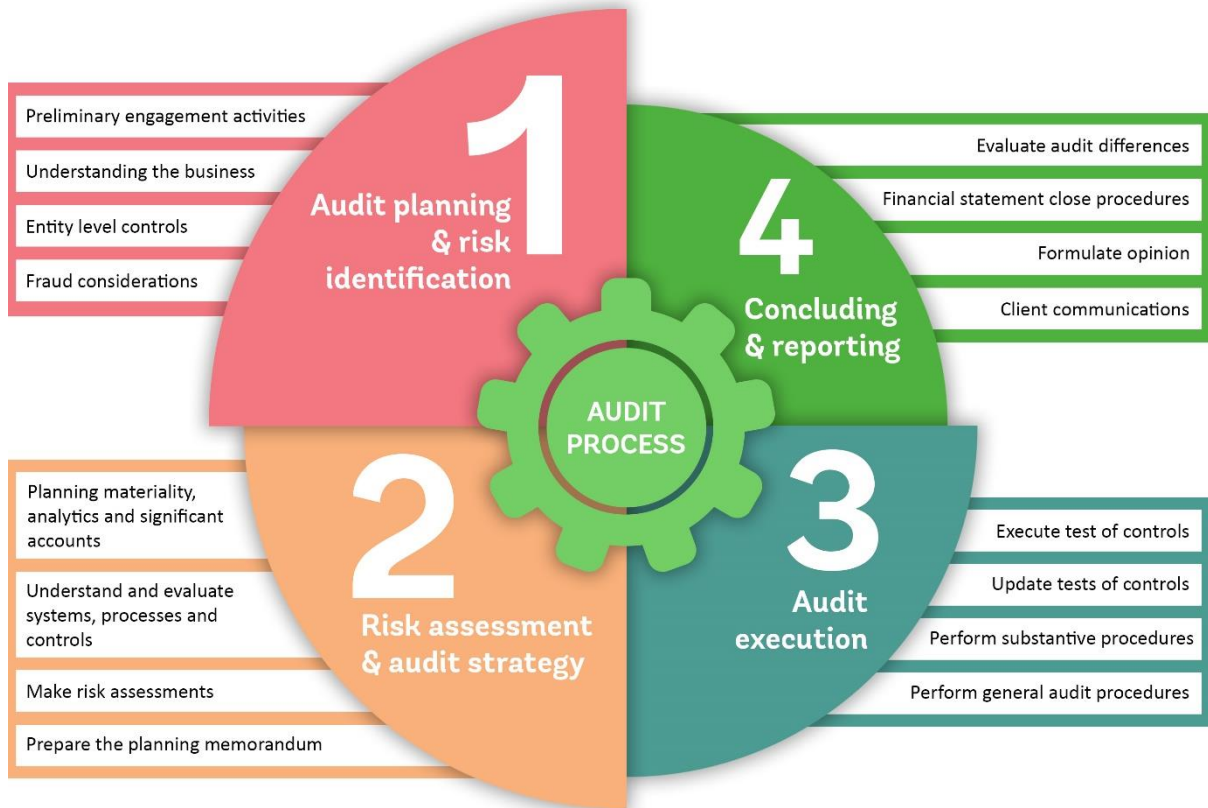 1
Audit planning
& risk
identification
Preliminary engagement activities
Understanding the business
Entity level controls
Fraud considerations
2
Risk assessment
& audit strategy
Planning materiality,
analytics and significant
accounts
Understand and evaluate
systems, processes and
controls
Make risk assessments
Prepare the planning memorandum
3
Audit
execution
Execute test of controls
Update tests of controls
Perform substantive procedures
Perform general audit procedures
4
Concluding
& reporting
Evaluate audit differences
Financial statement close procedures
Formulate opinion
Client communications
AUDIT
PROCESS